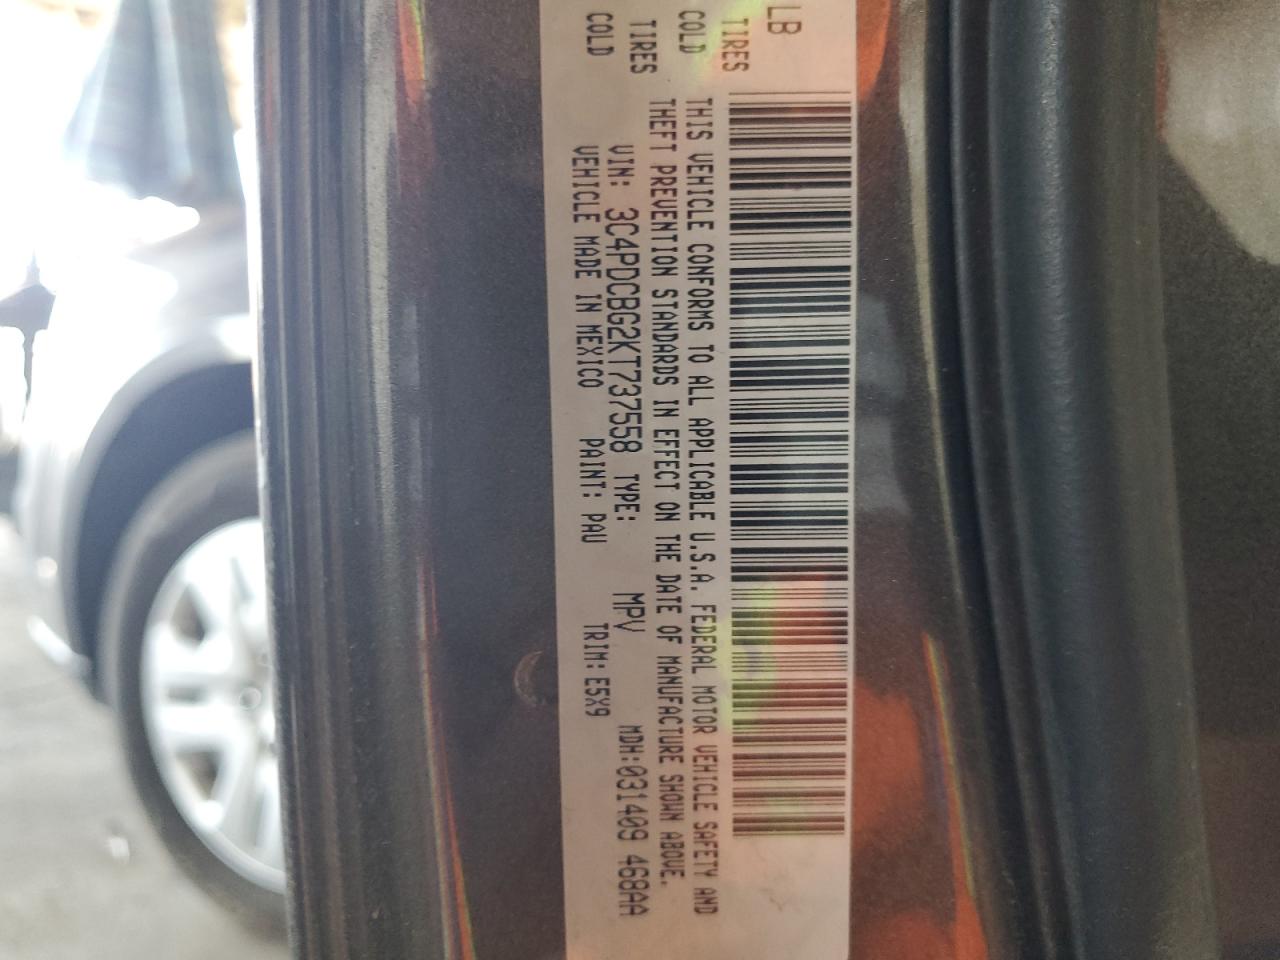 LB
TIRES
COLD
TIRES
COLD
THIS VEHICLE CONFORMS TO ALL APPLICABLE U.S.A. FEDERAL MOTOR VEHICLE SAFETY AND
THEFT PREVENTION STANDARDS IN EFFECT ON THE DATE OF MANUFACTURE SHOWN ABOVE.
VIN: 3C4PDCBG2KT737558 TYPE: MPV MDH:031409 468AA
VEHICLE MADE IN MEXICO PAINT: PAU TRIM: E5X9